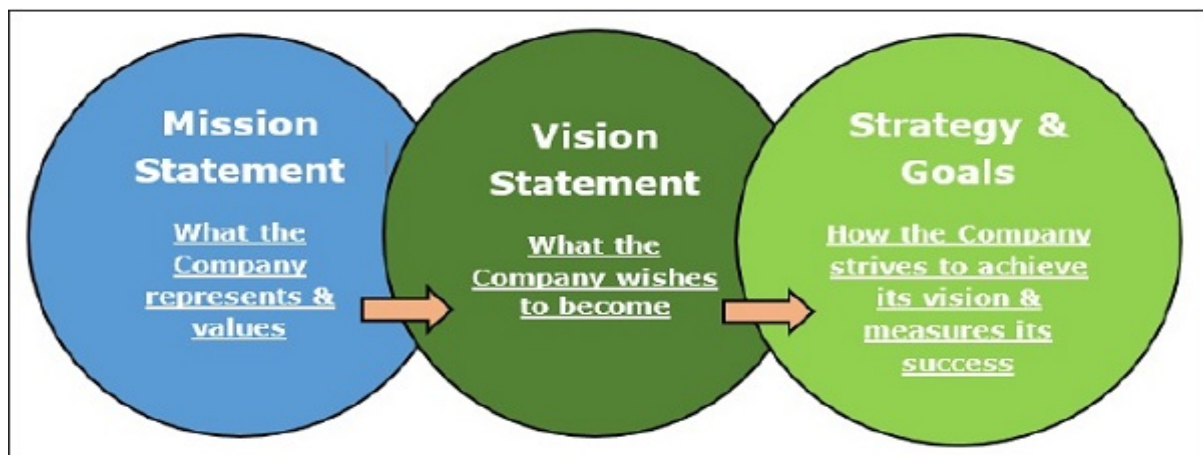 Mission
Statement
What the
Company
represents &
values
Vision
Statement
What the
Company wishes
to become
Strategy &
Goals
How the Company
strives to achieve
its vision &
measures its
success